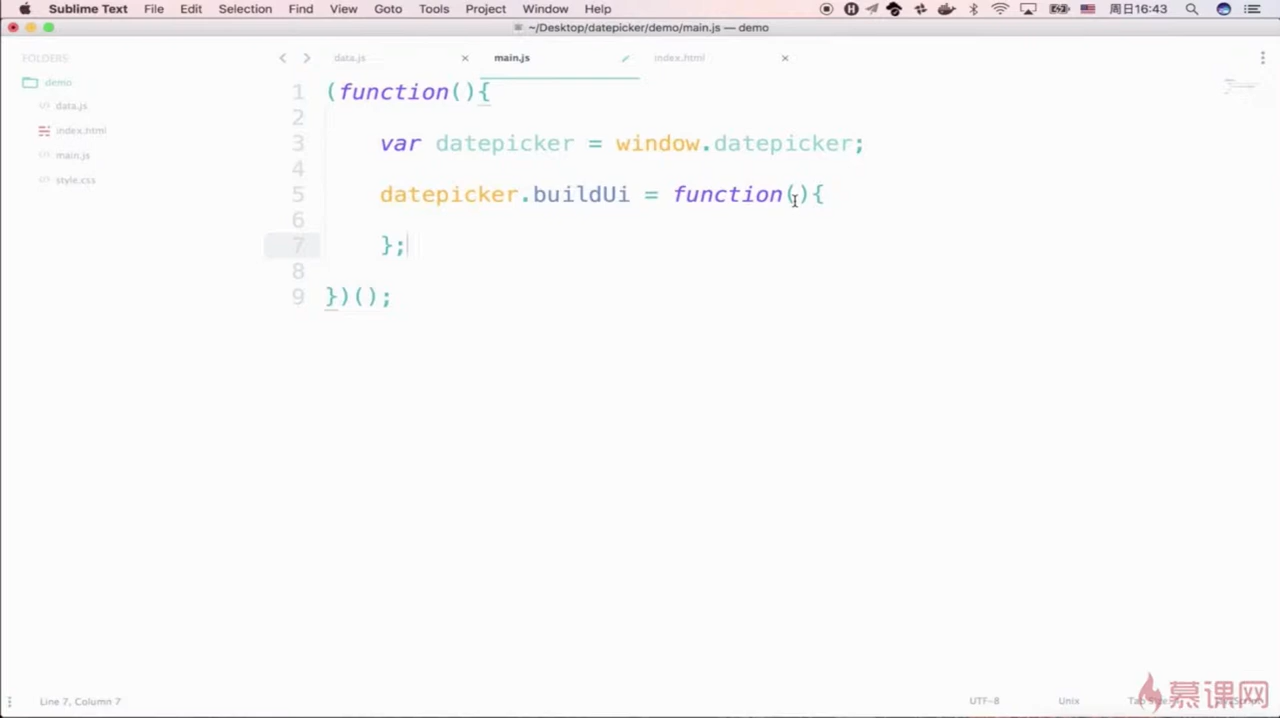 Sublime Text File Edit Selection Find View Goto Tools Project Window Help 周日16:43
~/Desktop/datepicker/demo/main.js — demo
FOLDERS
demo
data.js
index.html
main.js
style.css
data.js main.js index.html
1 (function(){
2
3 var datepicker = window.datepicker;
4
5 datepicker.buildUi = function(){
6
7 };
8
9 })();
Line 7, Column 7 UTF-8 Unix
慕课网